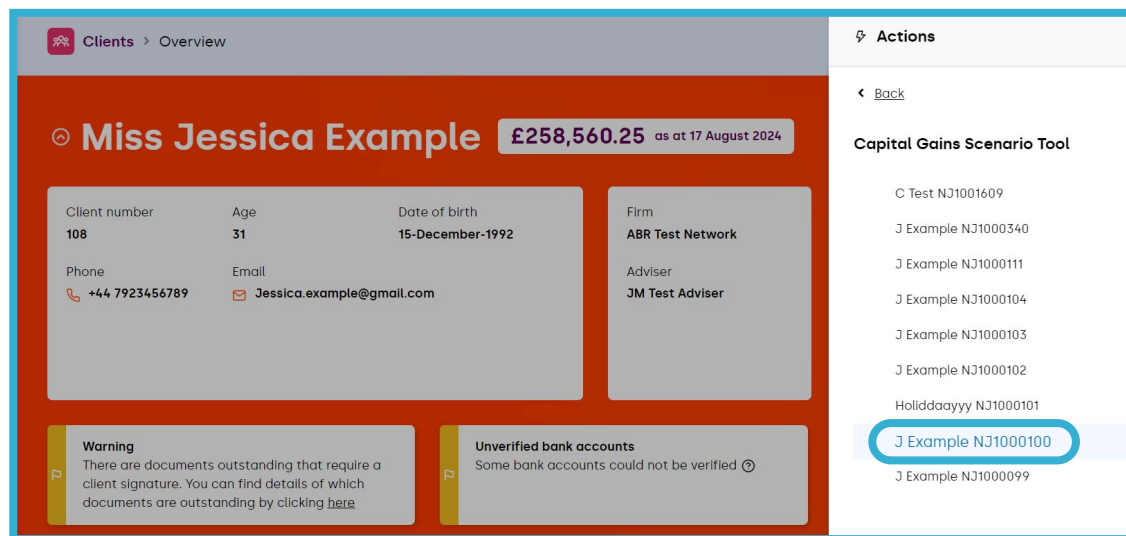 Clients > Overview
Miss Jessica Example £258,560.25 as at 17 August 2024
Client number
108
Age
31
Date of birth
15-December-1992
Phone
+44 7923456789
Email
Jessica.example@gmail.com
Firm
ABR Test Network
Adviser
JM Test Adviser
Warning
There are documents outstanding that require a
client signature. You can find details of which
documents are outstanding by clicking here
Unverified bank accounts
Some bank accounts could not be verified ?
Actions
Back
Capital Gains Scenario Tool
C Test NJ1001609
J Example NJ1000340
J Example NJ1000111
J Example NJ1000104
J Example NJ1000103
J Example NJ1000102
Holiddaayyy NJ1000101
J Example NJ1000100
J Example NJ1000099